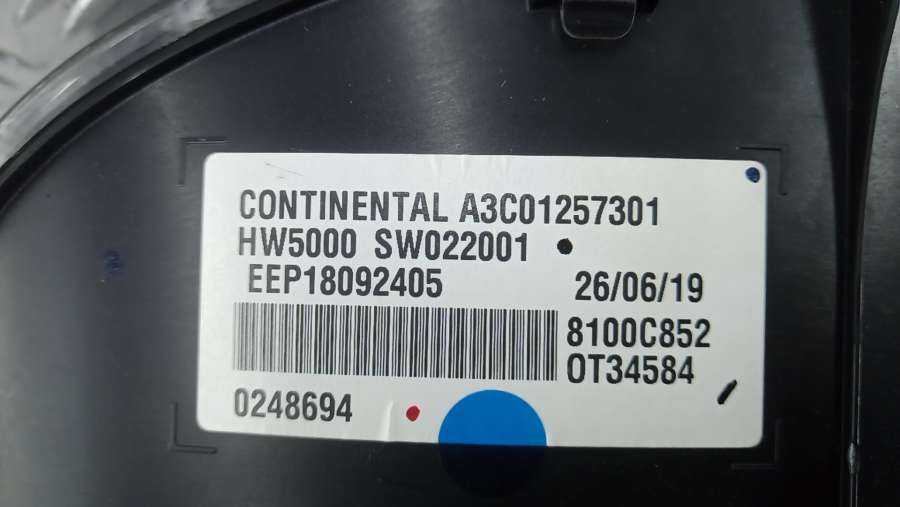 CONTINENTAL A3C01257301
HW5000 SW022001
EEP18092405 26/06/19
8100C852
OT34584
0248694